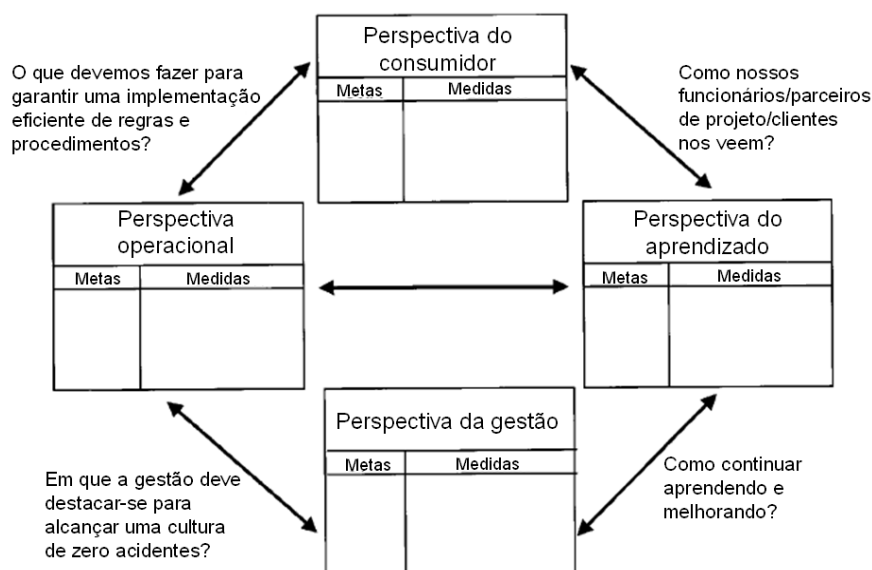 Perspectiva do
consumidor
Metas Medidas
O que devemos fazer para
garantir uma implementação
eficiente de regras e
procedimentos?
Como nossos
funcionários/parceiros
de projeto/clientes
nos veem?
Perspectiva
operacional
Metas Medidas
Perspectiva do
aprendizado
Metas Medidas
Perspectiva da gestão
Metas Medidas
Em que a gestão deve
destacar-se para
alcançar uma cultura
de zero acidentes?
Como continuar
aprendendo e
melhorando?